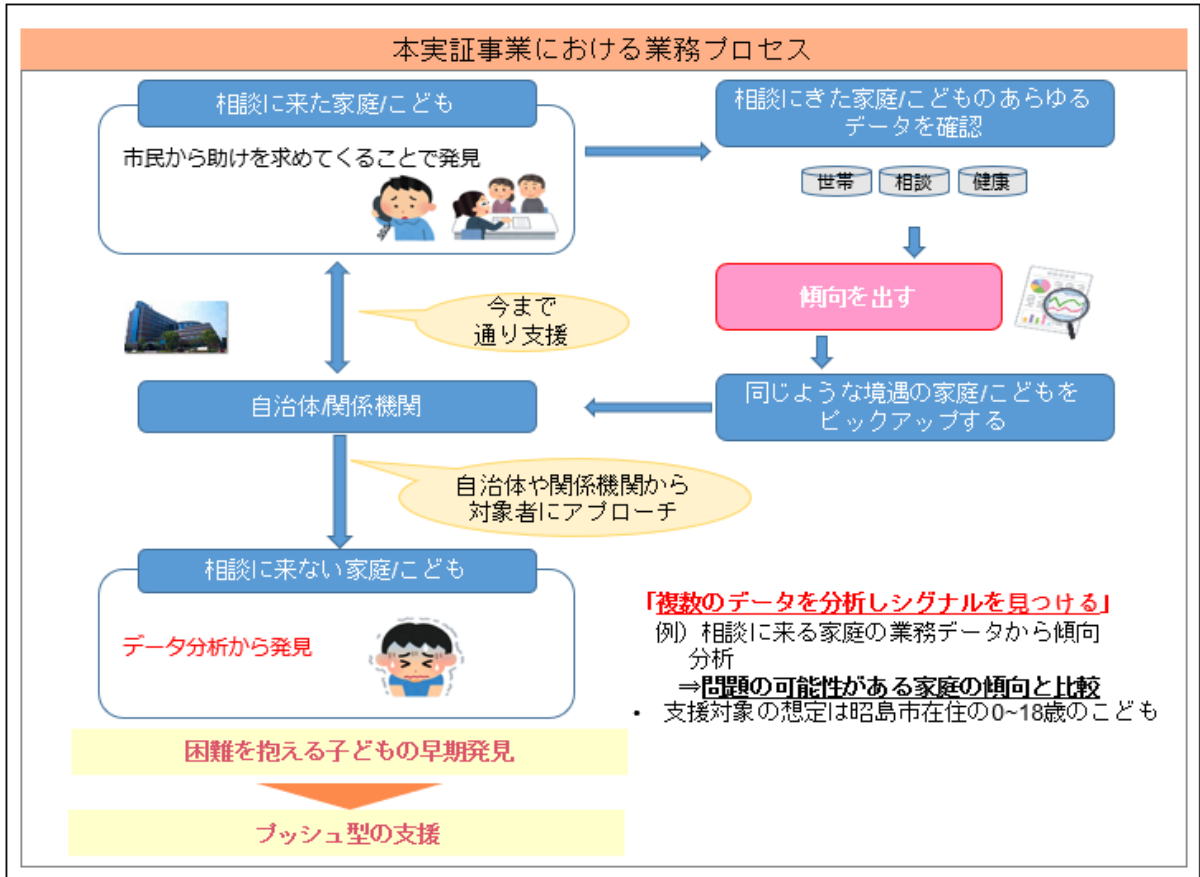 本実証事業における業務プロセス
相談に来た家庭/こども
市民から助けを求めてくることで発見
相談にきた家庭/こどものあらゆる
データを確認
世帯
相談
健康
傾向を出す
今まで
通り支援
自治体/関係機関
同じような境遇の家庭/こどもを
ピックアップする
自治体や関係機関から
対象者にアプローチ
相談に来ない家庭/こども
データ分析から発見
「複数のデータを分析しシグナルを見つける」
例）相談に来る家庭の業務データから傾向
分析
⇒問題の可能性がある家庭の傾向と比較
• 支援対象の想定は昭島市在住の0~18歳のこども
困難を抱える子どもの早期発見
プッシュ型の支援